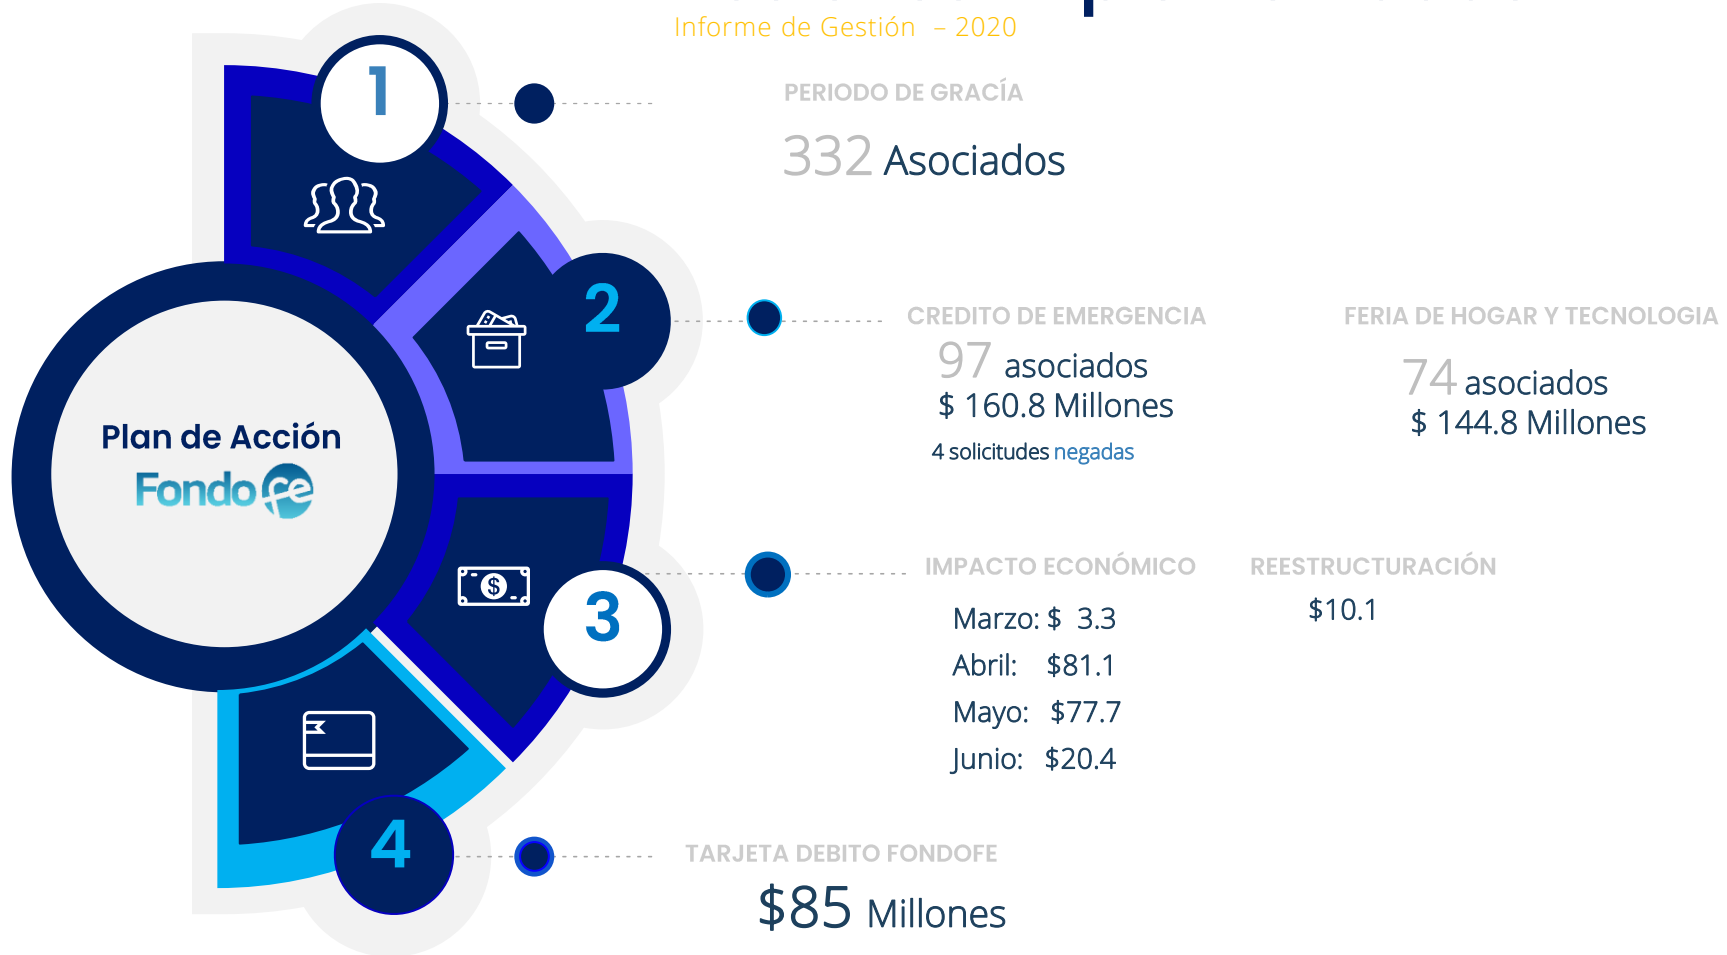 Informe de Gestión – 2020
1
PERIODO DE GRACÍA
332 Asociados
2
CREDITO DE EMERGENCIA
97 asociados
$ 160.8 Millones
4 solicitudes negadas
FERIA DE HOGAR Y TECNOLOGIA
74 asociados
$ 144.8 Millones
Plan de Acción
Fondofe
3
IMPACTO ECONÓMICO
Marzo: $ 3.3
Abril: $81.1
Mayo: $77.7
Junio: $20.4
REESTRUCTURACIÓN
$10.1
4
TARJETA DEBITO FONDOFE
$85 Millones